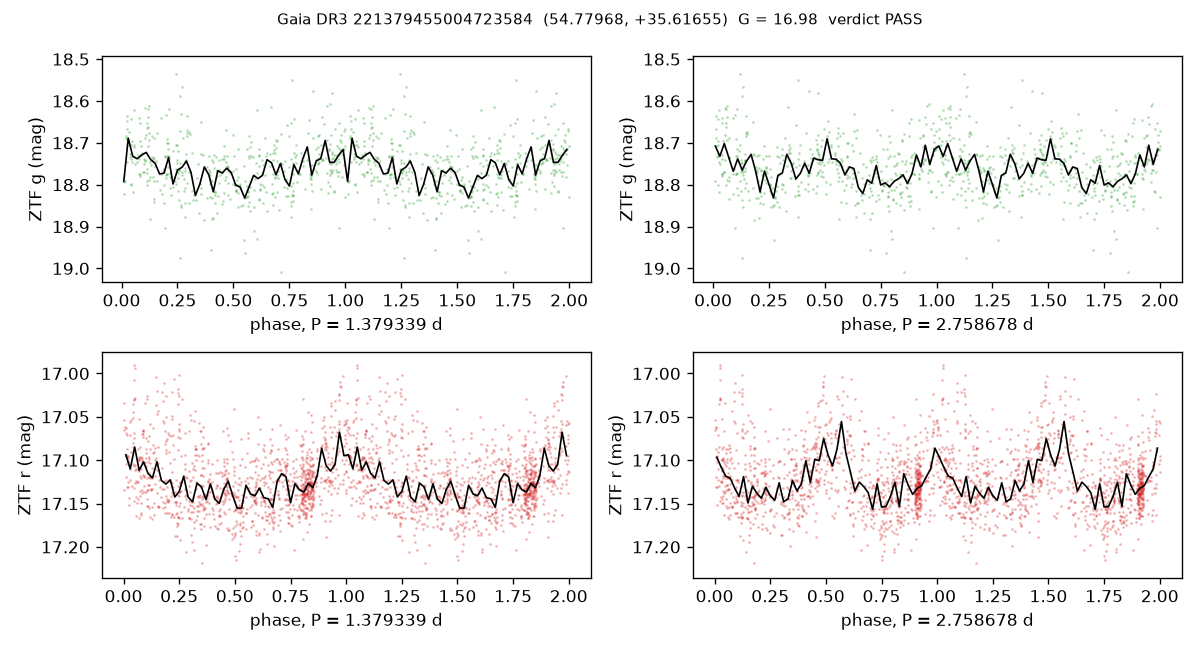 Gaia DR3 221379455004723584 (54.77968, +35.61655) G = 16.98 verdict PASS
ZTF g (mag)
18.5
18.6
18.7
18.8
18.9
19.0
0.00 0.25 0.50 0.75 1.00 1.25 1.50 1.75 2.00
phase, P = 1.379339 d
ZTF g (mag)
18.5
18.6
18.7
18.8
18.9
19.0
0.00 0.25 0.50 0.75 1.00 1.25 1.50 1.75 2.00
phase, P = 2.758678 d
ZTF r (mag)
17.00
17.05
17.10
17.15
17.20
0.00 0.25 0.50 0.75 1.00 1.25 1.50 1.75 2.00
phase, P = 1.379339 d
ZTF r (mag)
17.00
17.05
17.10
17.15
17.20
0.00 0.25 0.50 0.75 1.00 1.25 1.50 1.75 2.00
phase, P = 2.758678 d